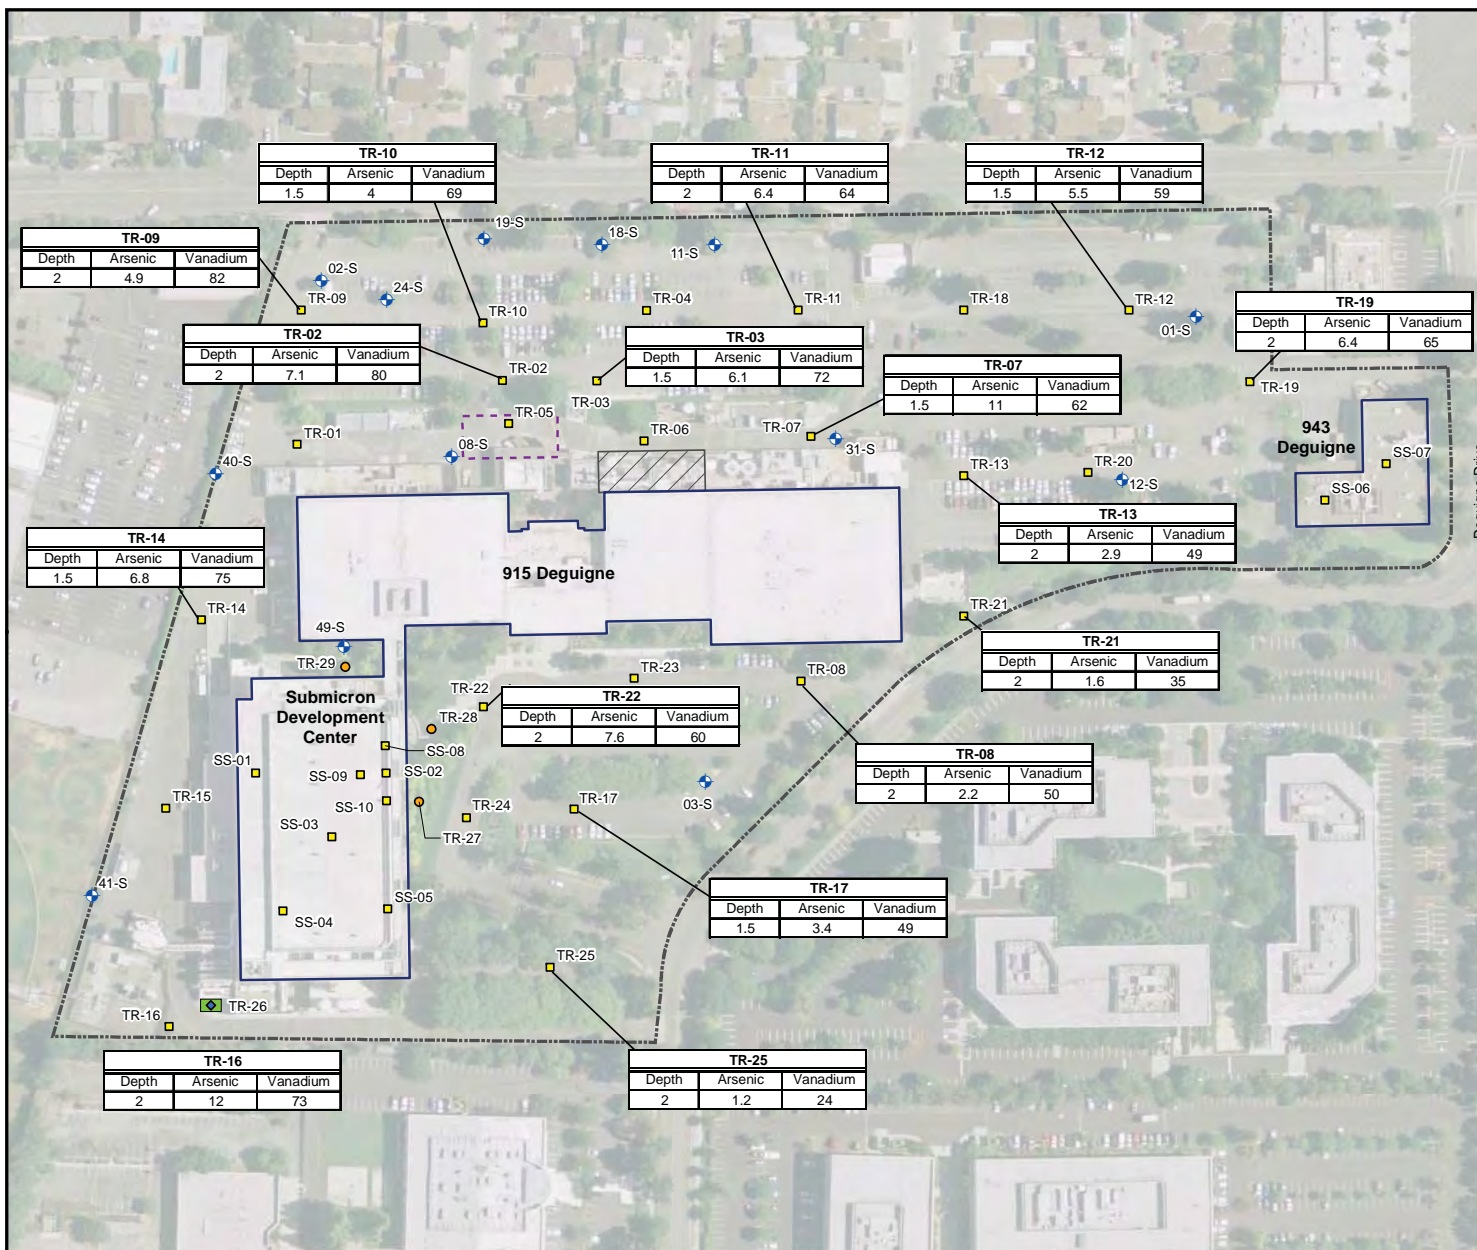 TR-10
Depth Arsenic Vanadium
1.5 4 69
TR-11
Depth Arsenic Vanadium
2 6.4 64
TR-12
Depth Arsenic Vanadium
1.5 5.5 59
TR-09
Depth Arsenic Vanadium
2 4.9 82
19-S
18-S
11-S
02-S
24-S
TR-09
TR-10
TR-04
TR-11
TR-18
TR-12
01-S
TR-19
Depth Arsenic Vanadium
2 6.4 65
TR-02
Depth Arsenic Vanadium
2 7.1 80
TR-03
Depth Arsenic Vanadium
1.5 6.1 72
TR-07
Depth Arsenic Vanadium
1.5 11 62
TR-02
TR-03
TR-19
TR-05
TR-01
08-S
TR-06
TR-07
31-S
943
Deguigne
SS-07
SS-06
40-S
TR-13
TR-20
12-S
TR-13
Depth Arsenic Vanadium
2 2.9 49
TR-14
Depth Arsenic Vanadium
1.5 6.8 75
915 Deguigne
TR-14
49-S
TR-29
TR-21
TR-21
Depth Arsenic Vanadium
2 1.6 35
TR-23
TR-08
TR-22
TR-22
Depth Arsenic Vanadium
2 7.6 60
Submicron
Development
Center
TR-28
SS-08
SS-01
SS-09
SS-02
TR-08
Depth Arsenic Vanadium
2 2.2 50
03-S
TR-15
SS-10
TR-24
TR-17
SS-03
TR-27
41-S
SS-05
SS-04
TR-17
Depth Arsenic Vanadium
1.5 3.4 49
TR-25
TR-26
TR-16
TR-16
Depth Arsenic Vanadium
2 12 73
TR-25
Depth Arsenic Vanadium
2 1.2 24